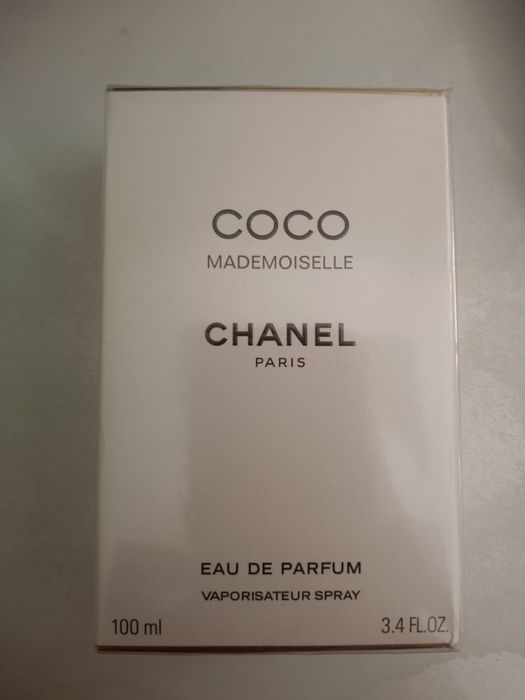 COCO
MADEMOISELLE
CHANEL
PARIS
EAU DE PARFUM
VAPORISATEUR SPRAY
100 ml 3.4 FL.OZ.